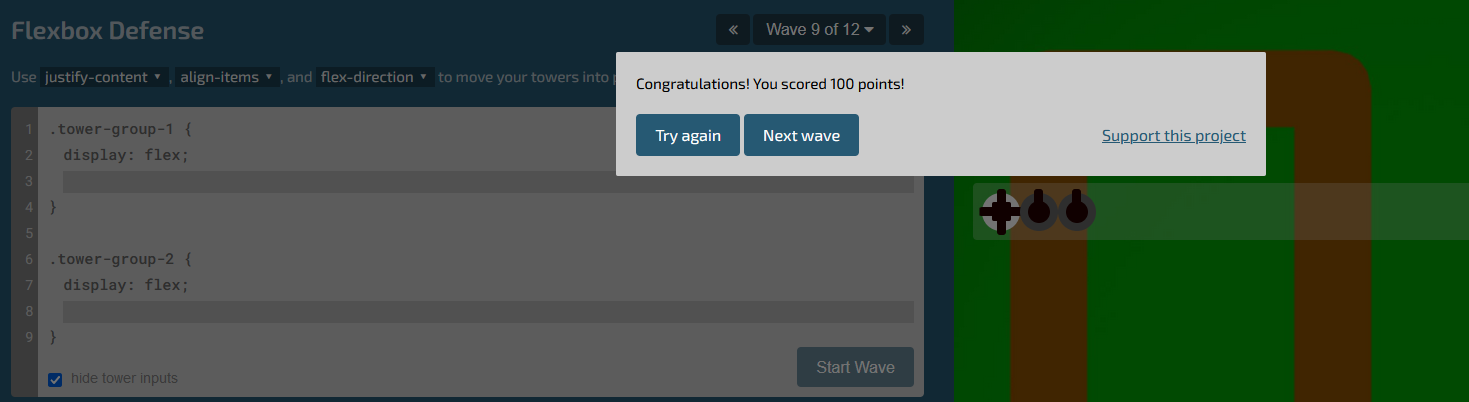 Flexbox Defense
« Wave 9 of 12 »
Use justify-content, align-items, and flex-direction to move your towers into
Congratulations! You scored 100 points!
Try again Next wave Support this project
1 .tower-group-1 {
2 display: flex;
3
4 }
5
6 .tower-group-2 {
7 display: flex;
8
9 }
hide tower inputs
Start Wave